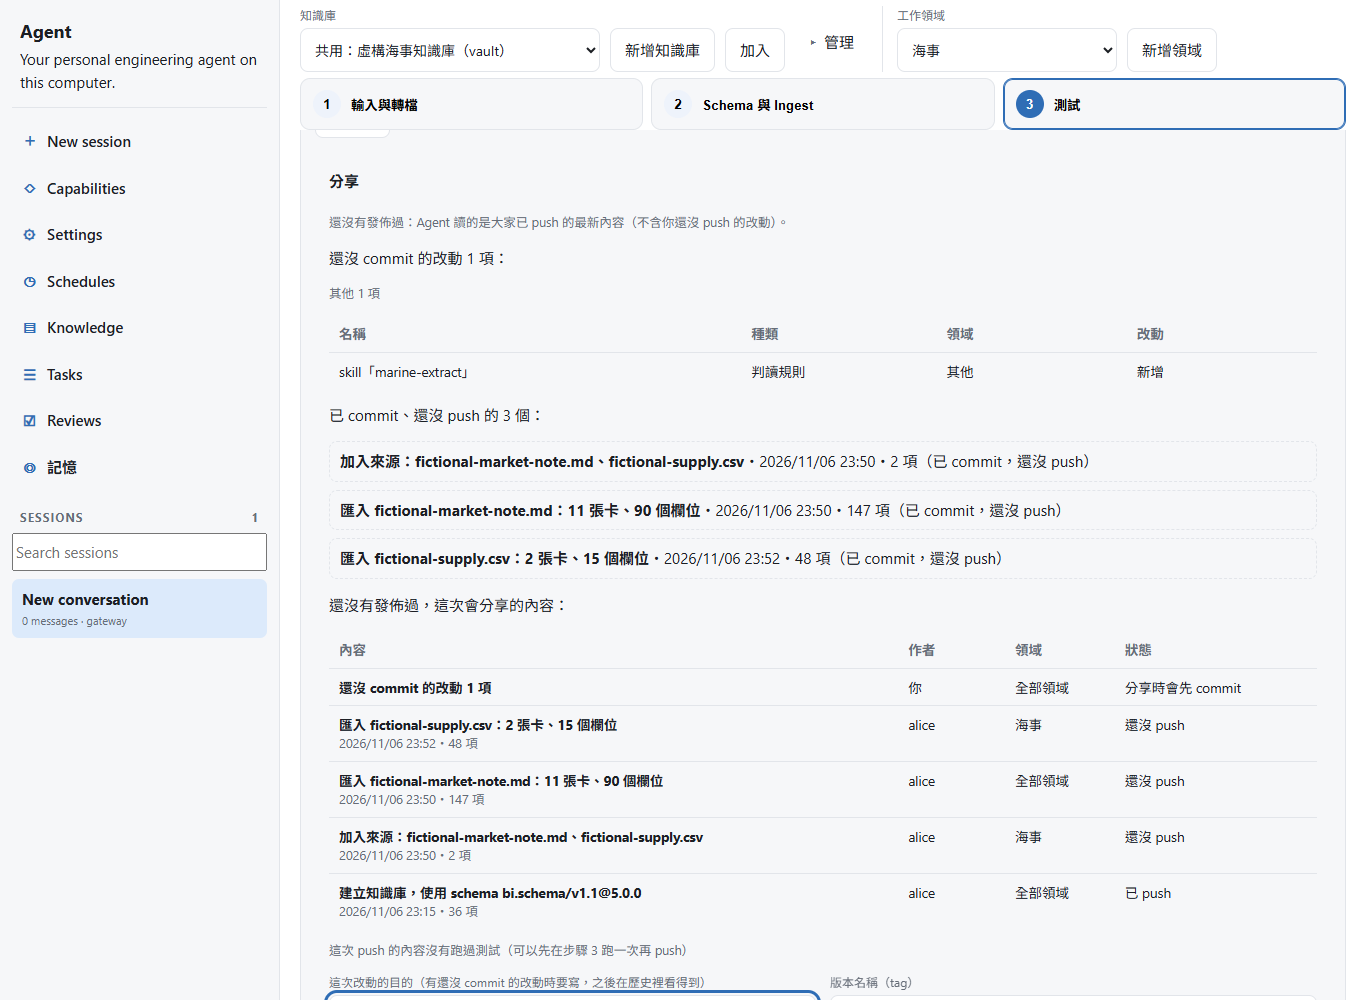 Agent
Your personal engineering agent on
this computer.
New session
Capabilities
Settings
Schedules
Knowledge
Tasks
Reviews
記憶
SESSIONS 1
Search sessions
New conversation
0 messages · gateway
知識庫
共用：虛構海事知識庫（vault）
新增知識庫
加入
管理
工作領域
海事
新增領域
1 輸入與轉檔
2 Schema 與 Ingest
3 測試
分享
還沒有發佈過：Agent 讀的是大家已 push 的最新內容（不含你還沒 push 的改動）。
還沒 commit 的改動 1 項：
其他 1 項
名稱 種類 領域 改動
skill「marine-extract」 判讀規則 其他 新增
已 commit、還沒 push 的 3 個：
加入來源：fictional-market-note.md、fictional-supply.csv・2026/11/06 23:50・2 項（已 commit，還沒 push）
匯入 fictional-market-note.md：11 張卡、90 個欄位・2026/11/06 23:50・147 項（已 commit，還沒 push）
匯入 fictional-supply.csv：2 張卡、15 個欄位・2026/11/06 23:52・48 項（已 commit，還沒 push）
還沒有發佈過，這次會分享的內容：
內容 作者 領域 狀態
還沒 commit 的改動 1 項 你 全部領域 分享時會先 commit
匯入 fictional-supply.csv：2 張卡、15 個欄位 alice 海事 還沒 push
2026/11/06 23:52・48 項
匯入 fictional-market-note.md：11 張卡、90 個欄位 alice 全部領域 還沒 push
2026/11/06 23:50・147 項
加入來源：fictional-market-note.md、fictional-supply.csv alice 海事 還沒 push
2026/11/06 23:50・2 項
建立知識庫，使用 schema bi.schema/v1.1@5.0.0 alice 全部領域 已 push
2026/11/06 23:15・36 項
這次 push 的內容沒有跑過測試（可以先在步驟 3 跑一次再 push）
這次改動的目的（有還沒 commit 的改動時要寫，之後在歷史裡看得到）
版本名稱（tag）